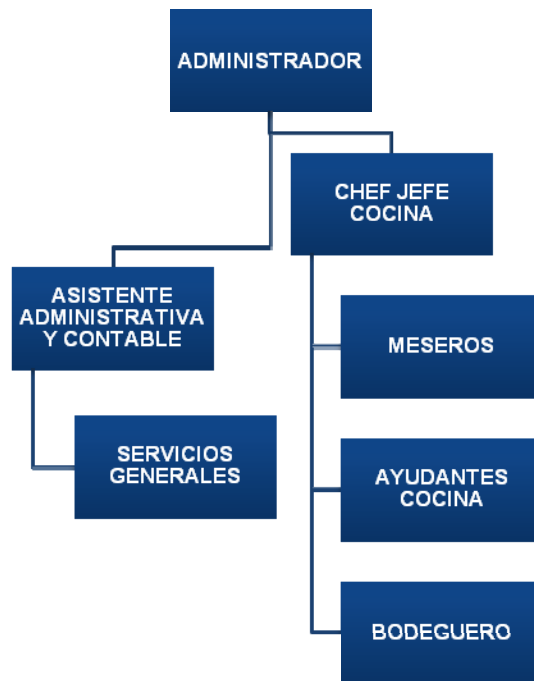 ADMINISTRADOR
CHEF JEFE
COCINA
ASISTENTE
ADMINISTRATIVA
Y CONTABLE
MESEROS
SERVICIOS
GENERALES
AYUDANTES
COCINA
BODEGUERO